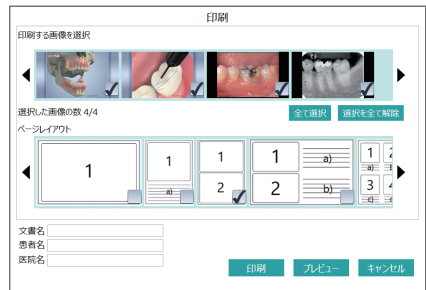 印刷
印刷する画像を選択
選択した画像の数 4/4
全て選択 選択を全て解除
ページレイアウト
1 1 1 1 a) 1 2
a) a)
2 2 b) 3 4
c) c)
文書名
患者名
医院名
印刷 プレビュー キャンセル